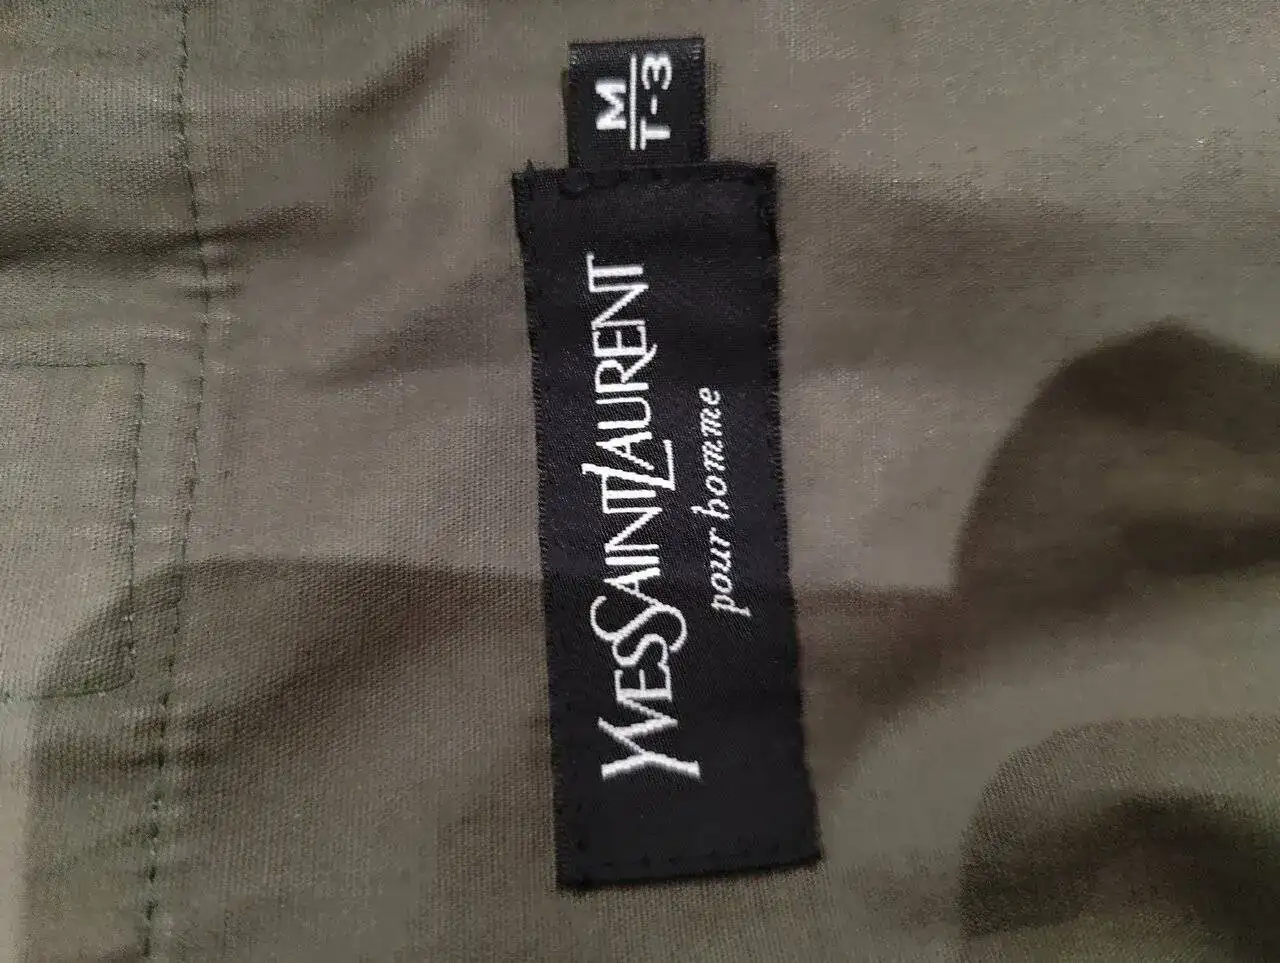 YVESSAINTLAURENT
pour homme
M
T-3